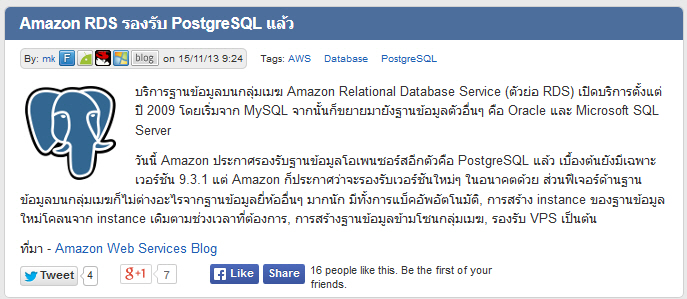 Amazon RDS รองรับ PostgreSQL แล้ว
By: mk F blog on 15/11/13 9:24 Tags: AWS Database PostgreSQL
บริการฐานข้อมูลบนกลุ่มเมฆ Amazon Relational Database Service (ตัวย่อ RDS) เปิดบริการตั้งแต่
ปี 2009 โดยเริ่มจาก MySQL จากนั้นก็ขยายมายังฐานข้อมูลตัวอื่นๆ คือ Oracle และ Microsoft SQL
Server
วันนี้ Amazon ประกาศรองรับฐานข้อมูลโอเพนซอร์สอีกตัวคือ PostgreSQL แล้ว เบื้องต้นยังมีเฉพาะ
เวอร์ชัน 9.3.1 แต่ Amazon ก็ประกาศว่าจะรองรับเวอร์ชันใหม่ๆ ในอนาคตด้วย ส่วนฟีเจอร์ด้านฐาน
ข้อมูลบนกลุ่มเมฆก็ไม่ต่างอะไรจากฐานข้อมูลยี่ห้ออื่นๆ มากนัก มีทั้งการแบ็คอัพอัตโนมัติ, การสร้าง instance ของฐานข้อมูล
ใหม่โคลนจาก instance เดิมตามช่วงเวลาที่ต้องการ, การสร้างฐานข้อมูลข้ามโซนกลุ่มเมฆ, รองรับ VPS เป็นต้น
ที่มา - Amazon Web Services Blog
Tweet 4 g+1 7 f Like Share 16 people like this. Be the first of your
friends.